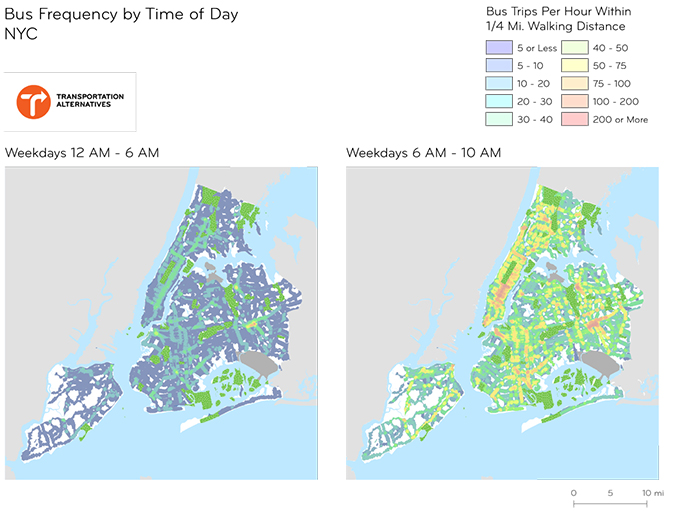 Bus Frequency by Time of Day
NYC
TRANSPORTATION
ALTERNATIVES
Bus Trips Per Hour Within
1/4 Mi. Walking Distance
5 or Less
5 - 10
10 - 20
20 - 30
30 - 40
40 - 50
50 - 75
75 - 100
100 - 200
200 or More
Weekdays 12 AM - 6 AM
Weekdays 6 AM - 10 AM
0 5 10 mi